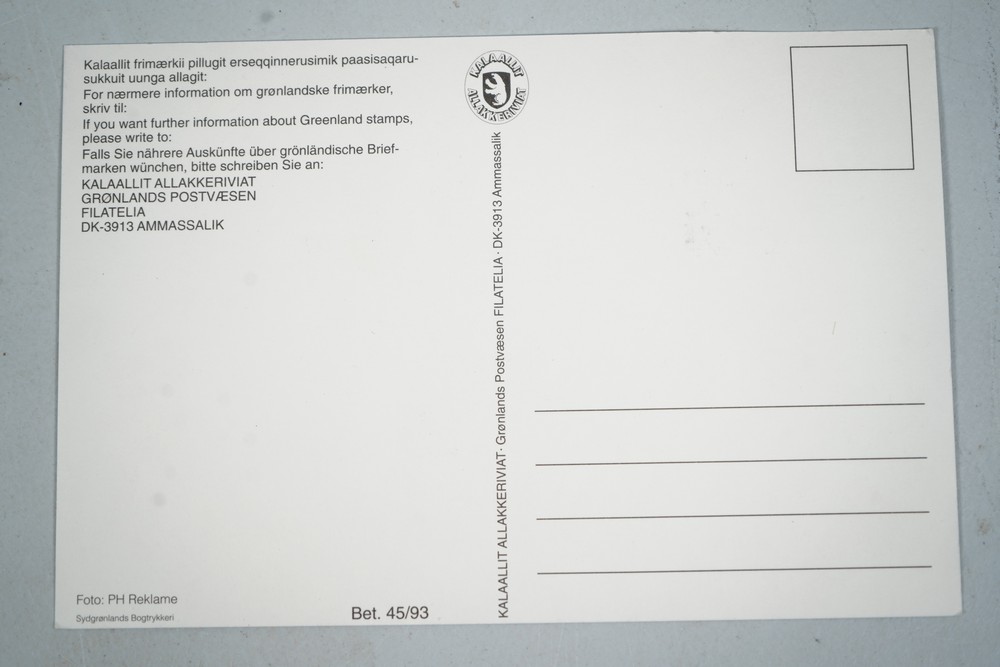 Kalaallit frimærkii pillugit erseqqinnerusimik paasisaqaru-
sukkuit uunga allagit:
For nærmere information om grønlandske frimærker,
skriv til:
If you want further information about Greenland stamps,
please write to:
Falls Sie nährere Auskünfte über grönländische Brief-
marken wünchen, bitte schreiben Sie an:
KALAALLIT ALLAKKERIVIAT
GRØNLANDS POSTVÆSEN
FILATELIA
DK-3913 AMMASSALIK
KALAALLIT
ALLAKKERIVIAT
KALAALLIT ALLAKKERIVIAT · Grønlands Postvæsen FILATELIA · DK-3913 Ammassalik
Foto: PH Reklame
Sydgrønlands Bogtrykkeri
Bet. 45/93